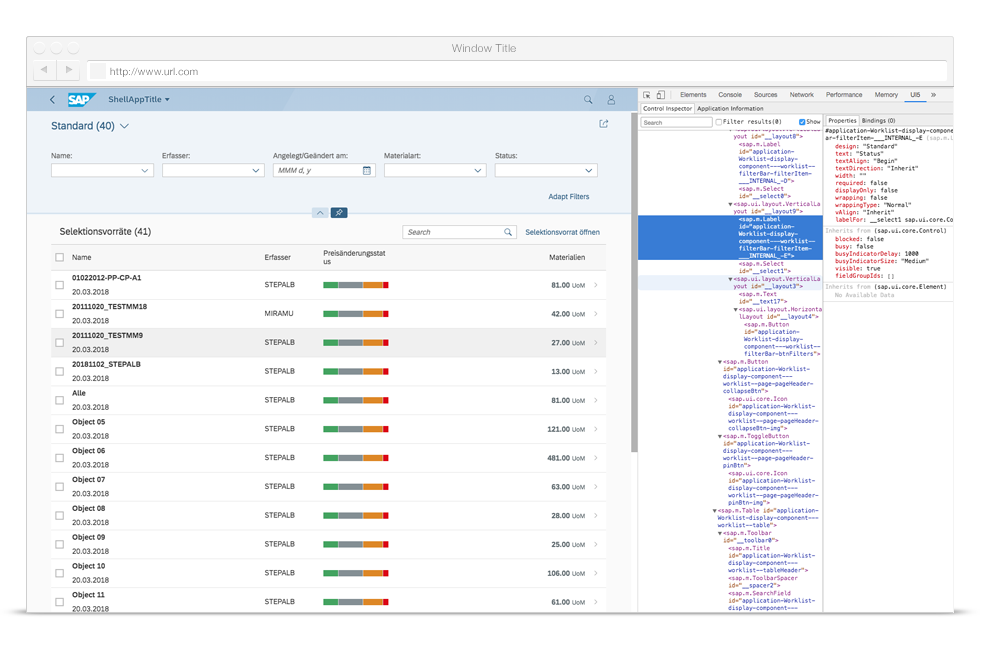 Window Title
http://www.url.com
SAP ShellAppTitle
Standard (40)
Name:
Erfasser:
Angelegt/Geändert am:
Materialart:
Status:
MMM d, y
Adapt Filters
Selektionsvorräte (41)
Search
Selektionsvorrat öffnen
Name
Erfasser
Preisänderungsstat
us
Materialien
01022012-PP-CP-A1
20.03.2018
STEPALB
81.00 UoM
20111020_TESTMM18
20.03.2018
MIRAMU
42.00 UoM
20111020_TESTMM9
20.03.2018
STEPALB
27.00 UoM
20181102_STEPALB
20.03.2018
STEPALB
13.00 UoM
Alle
20.03.2018
STEPALB
81.00 UoM
Object 05
20.03.2018
STEPALB
121.00 UoM
Object 06
20.03.2018
STEPALB
481.00 UoM
Object 07
20.03.2018
STEPALB
63.00 UoM
Object 08
20.03.2018
STEPALB
28.00 UoM
Object 09
20.03.2018
STEPALB
25.00 UoM
Object 10
20.03.2018
STEPALB
106.00 UoM
Object 11
20.03.2018
STEPALB
61.00 UoM
Elements Console Sources Network Performance Memory UI5 »
Control Inspector Application Information
Search
Filter results(0)
Show
ayout id="__layout8">
<sap.m.Label
id="application-
Worklist-display-
component---worklist--
filterBar-filterItem-
___INTERNAL_-D">
<sap.m.Select
id="__select0">
<sap.ui.layout.VerticalLa
yout id="__layout9">
<sap.m.Label
id="application-
Worklist-display-
component---worklist--
filterBar-filterItem-
___INTERNAL_-E">
<sap.m.Select
id="__select1">
<sap.ui.layout.VerticalLa
yout id="__layout3">
<sap.m.Text
id="__text17">
<sap.ui.layout.Horizonta
lLayout id="__layout4">
<sap.m.Button
id="application-
Worklist-display-
component---worklist--
filterBar-btnFilters">
<sap.m.Button
id="application-Worklist-
display-component---
worklist--page-pageHeader-
collapseBtn">
<sap.ui.core.Icon
id="application-Worklist-
display-component---
worklist--page-pageHeader-
collapseBtn-img">
<sap.m.ToggleButton
id="application-Worklist-
display-component---
worklist--page-pageHeader-
pinBtn">
<sap.ui.core.Icon
id="application-Worklist-
display-component---
worklist--page-pageHeader-
pinBtn-img">
<sap.m.Table id="application-
Worklist-display-component---
worklist--table">
<sap.m.Toolbar
id="__toolbar0">
<sap.m.Title
id="application-Worklist-
display-component---
worklist--tableHeader">
<sap.m.ToolbarSpacer
id="__spacer2">
<sap.m.SearchField
id="application-Worklist-
display-component---
Properties Bindings (0)
#application-Worklist-display-compone
ar-filterItem-___INTERNAL_-E (sap.m.L
design: "Standard"
text: "Status"
textAlign: "Begin"
textDirection: "Inherit"
width: ""
required: false
displayOnly: false
wrapping: false
wrappingType: "Normal"
vAlign: "Inherit"
labelFor: __select1 sap.ui.core.Co
Inherits from (sap.ui.core.Control)
blocked: false
busy: false
busyIndicatorDelay: 1000
busyIndicatorSize: "Medium"
visible: true
fieldGroupIds: []
Inherits from (sap.ui.core.Element)
No Available Data